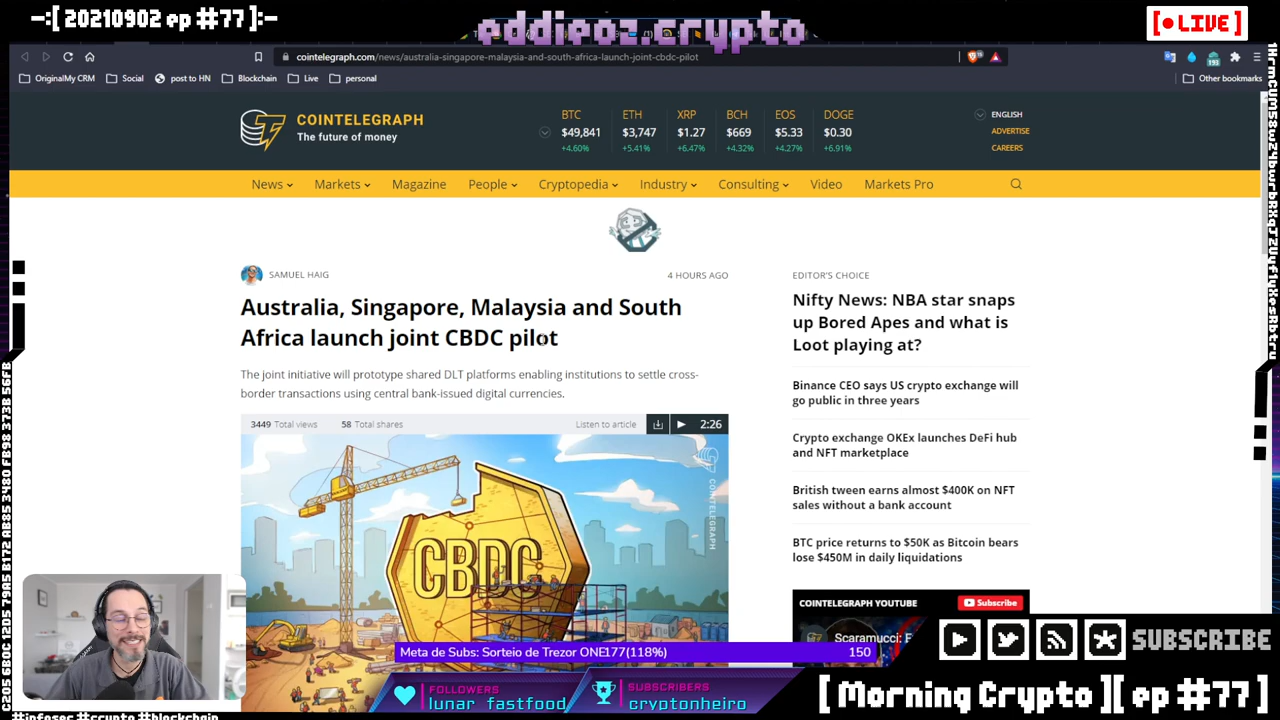 -:[ 20210902 ep #77 ]:-
eddieoz crypto
[● LIVE]
cointelegraph.com/news/australia-singapore-malaysia-and-south-africa-launch-joint-cbdc-pilot
OriginalMy CRM
Social
post to HN
Blockchain
Live
personal
Other bookmarks
COINTELEGRAPH
The future of money
BTC ETH XRP BCH EOS DOGE
$49,841 $3,747 $1.27 $669 $5.33 $0.30
+4.60% +5.41% +6.47% +4.32% +4.27% +6.91%
ENGLISH
ADVERTISE
CAREERS
News Markets Magazine People Cryptopedia Industry Consulting Video Markets Pro
SAMUEL HAIG
4 HOURS AGO
Australia, Singapore, Malaysia and South
Africa launch joint CBDC pilot
The joint initiative will prototype shared DLT platforms enabling institutions to settle cross-
border transactions using central bank-issued digital currencies.
3449 Total views 58 Total shares Listen to article 2:26
COINTELEGRAPH
CBDC
EDITOR'S CHOICE
Nifty News: NBA star snaps
up Bored Apes and what is
Loot playing at?
Binance CEO says US crypto exchange will
go public in three years
Crypto exchange OKEx launches DeFi hub
and NFT marketplace
British tween earns almost $400K on NFT
sales without a bank account
BTC price returns to $50K as Bitcoin bears
lose $450M in daily liquidations
COINTELEGRAPH YOUTUBE
Subscribe
Scaramucci:
Meta de Subs: Sorteio de Trezor ONE177(118%) 150
FOLLOWERS
lunar_fastfood
SUBSCRIBERS
cryptonheiro
SUBSCRIBE
[ Morning Crypto ][ ep #77 ]
#infosec #crypto #blockchain